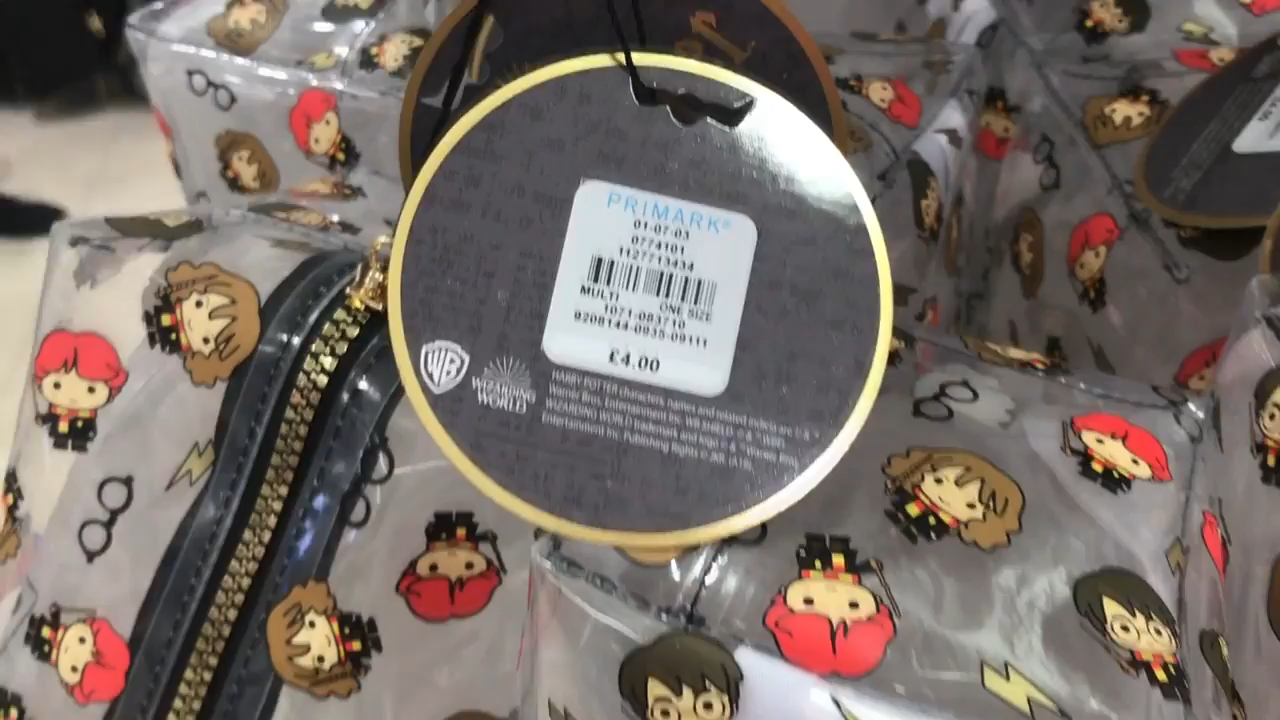 PRIMARK®
01-07-03
0774101
1127713434
MULTI ONE SIZE
1071-083710
9208144-0935-09111
£4.00
WB
WIZARDING
WORLD
HARRY POTTER characters, names and related indicia are © &
Warner Bros. Entertainment Inc. WB SHIELD: © &
WIZARDING WORLD trademark and logo © & Warner Bros.
Entertainment Inc. Publishing Rights © JKR.